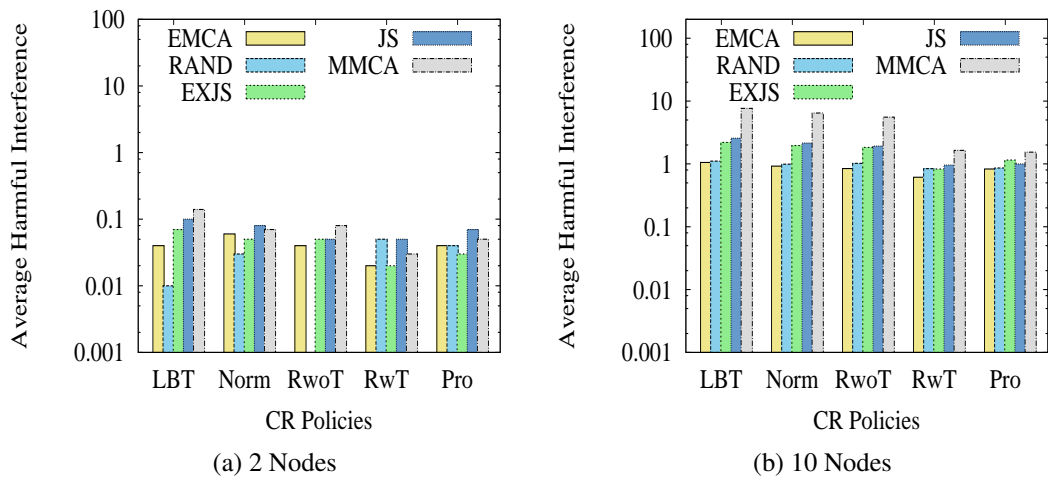 Average Harmful Interference
100
10
1
0.1
0.01
0.001
EMCA
RAND
EXJS
JS
MMCA
LBT Norm RwoT RwT Pro
CR Policies
(a) 2 Nodes
Average Harmful Interference
100
10
1
0.1
0.01
0.001
EMCA
RAND
EXJS
JS
MMCA
LBT Norm RwoT RwT Pro
CR Policies
(b) 10 Nodes